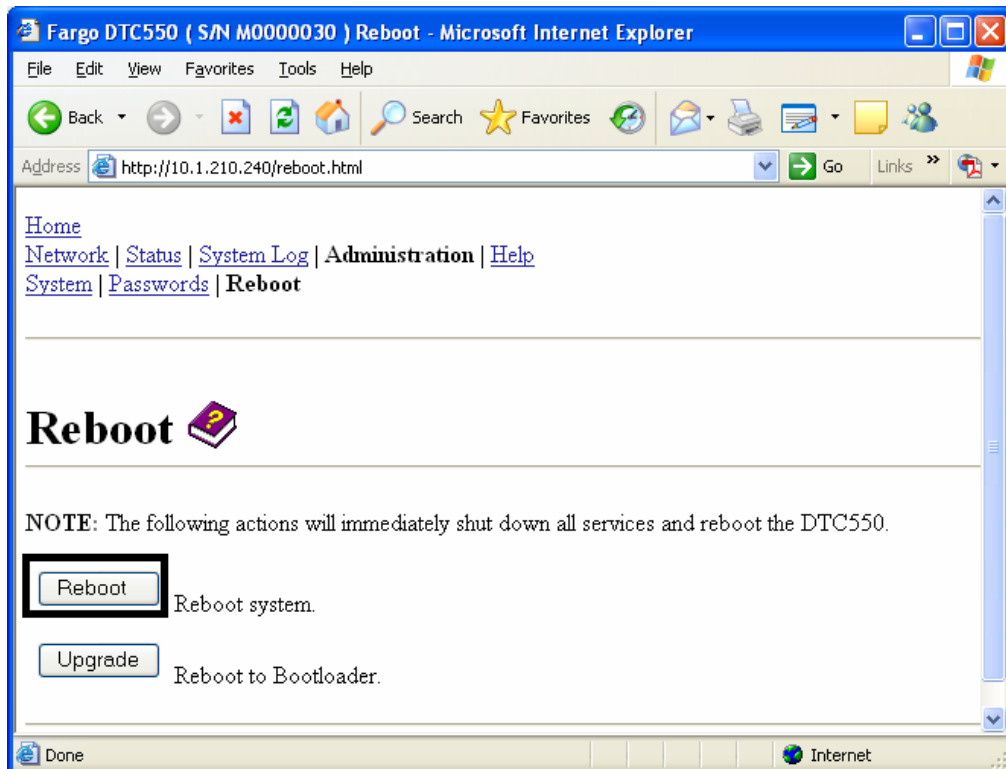 Fargo DTC550 ( S/N M0000030 ) Reboot - Microsoft Internet Explorer
File Edit View Favorites Tools Help
Back Search Favorites
Address http://10.1.210.240/reboot.html Go Links »
Home
Network | Status | System Log | Administration | Help
System | Passwords | Reboot
Reboot ?
NOTE: The following actions will immediately shut down all services and reboot the DTC550.
Reboot Reboot system.
Upgrade Reboot to Bootloader.
Done Internet